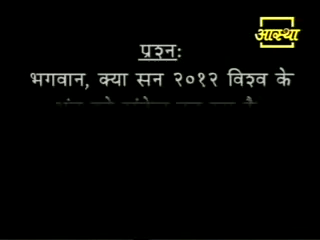 आस्था
प्रश्न:
भगवान, क्या सन २०१२ विश्व के